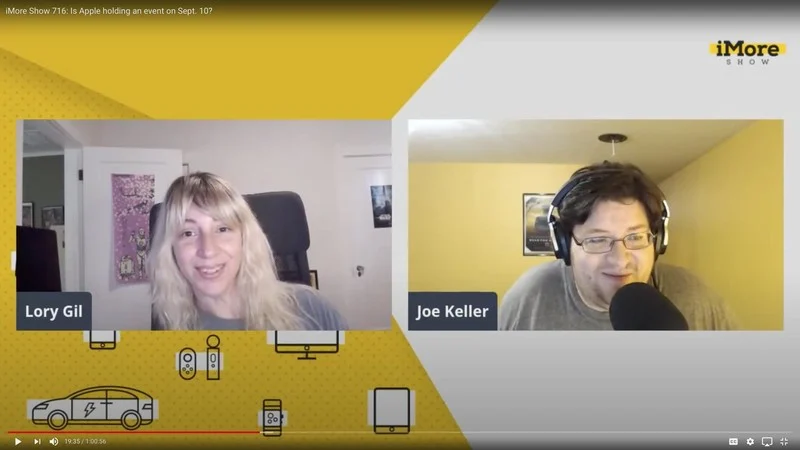 iMore Show 716: Is Apple holding an event on Sept. 10?
iMore
SHOW
Lory Gil
Joe Keller
19:35 / 1:00:56